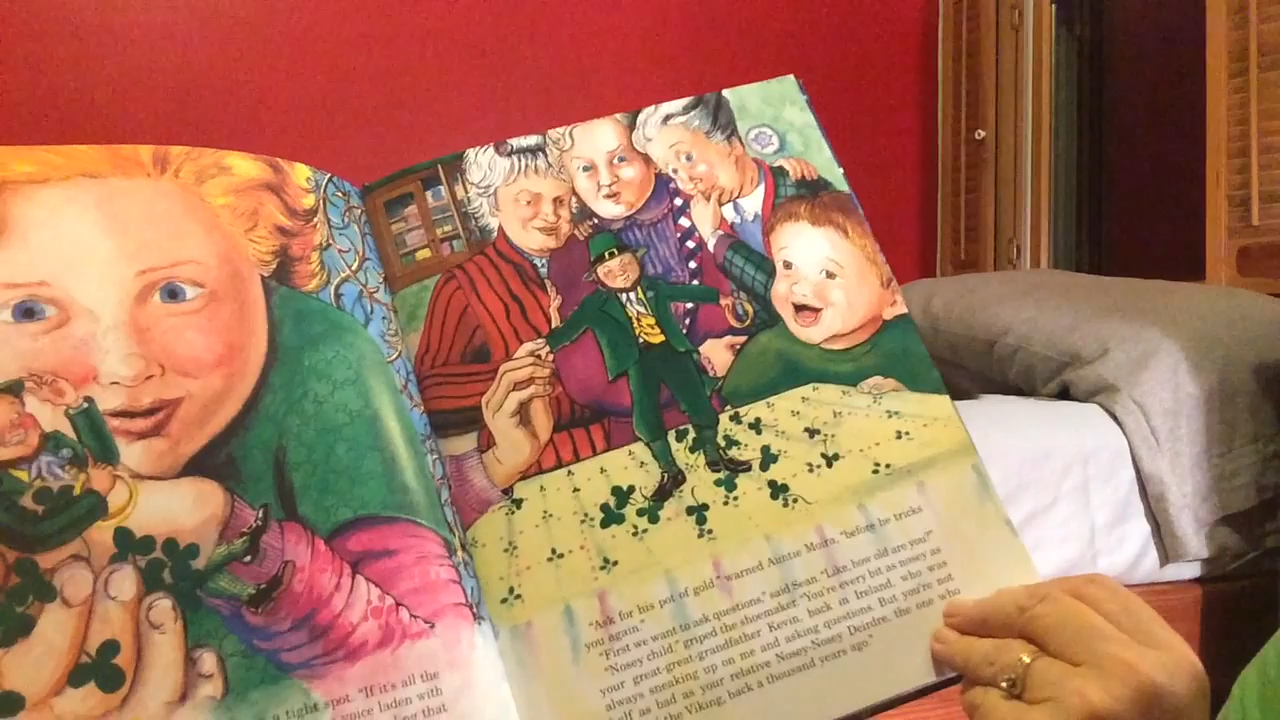 a tight spot. "If it's all the
voice laden with
that
"Ask for his pot of gold," warned Auntie Moira, "before he tricks
you again."
"First we want to ask questions," said Sean. "Like, how old are you?"
"Nosey child," griped the shoemaker. "You're every bit as nosey as
your great-great-grandfather Kevin, back in Ireland, who was
always sneaking up on me and asking questions. But you're not
half as bad as your relative Nosey-Nosey Deirdre, the one who
the Viking, back a thousand years ago."